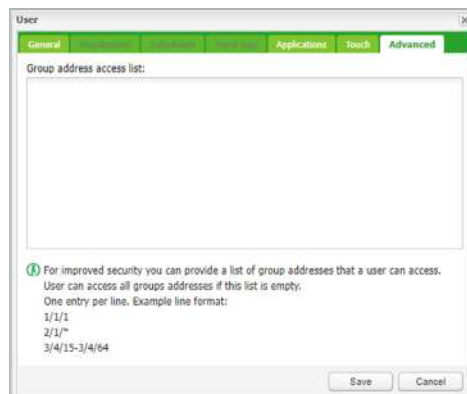 User
General
Applications
Touch
Advanced
Group address access list:
For improved security you can provide a list of group addresses that a user can access.
User can access all groups addresses if this list is empty.
One entry per line. Example line format:
1/1/1
2/1/*
3/4/15-3/4/64
Save
Cancel